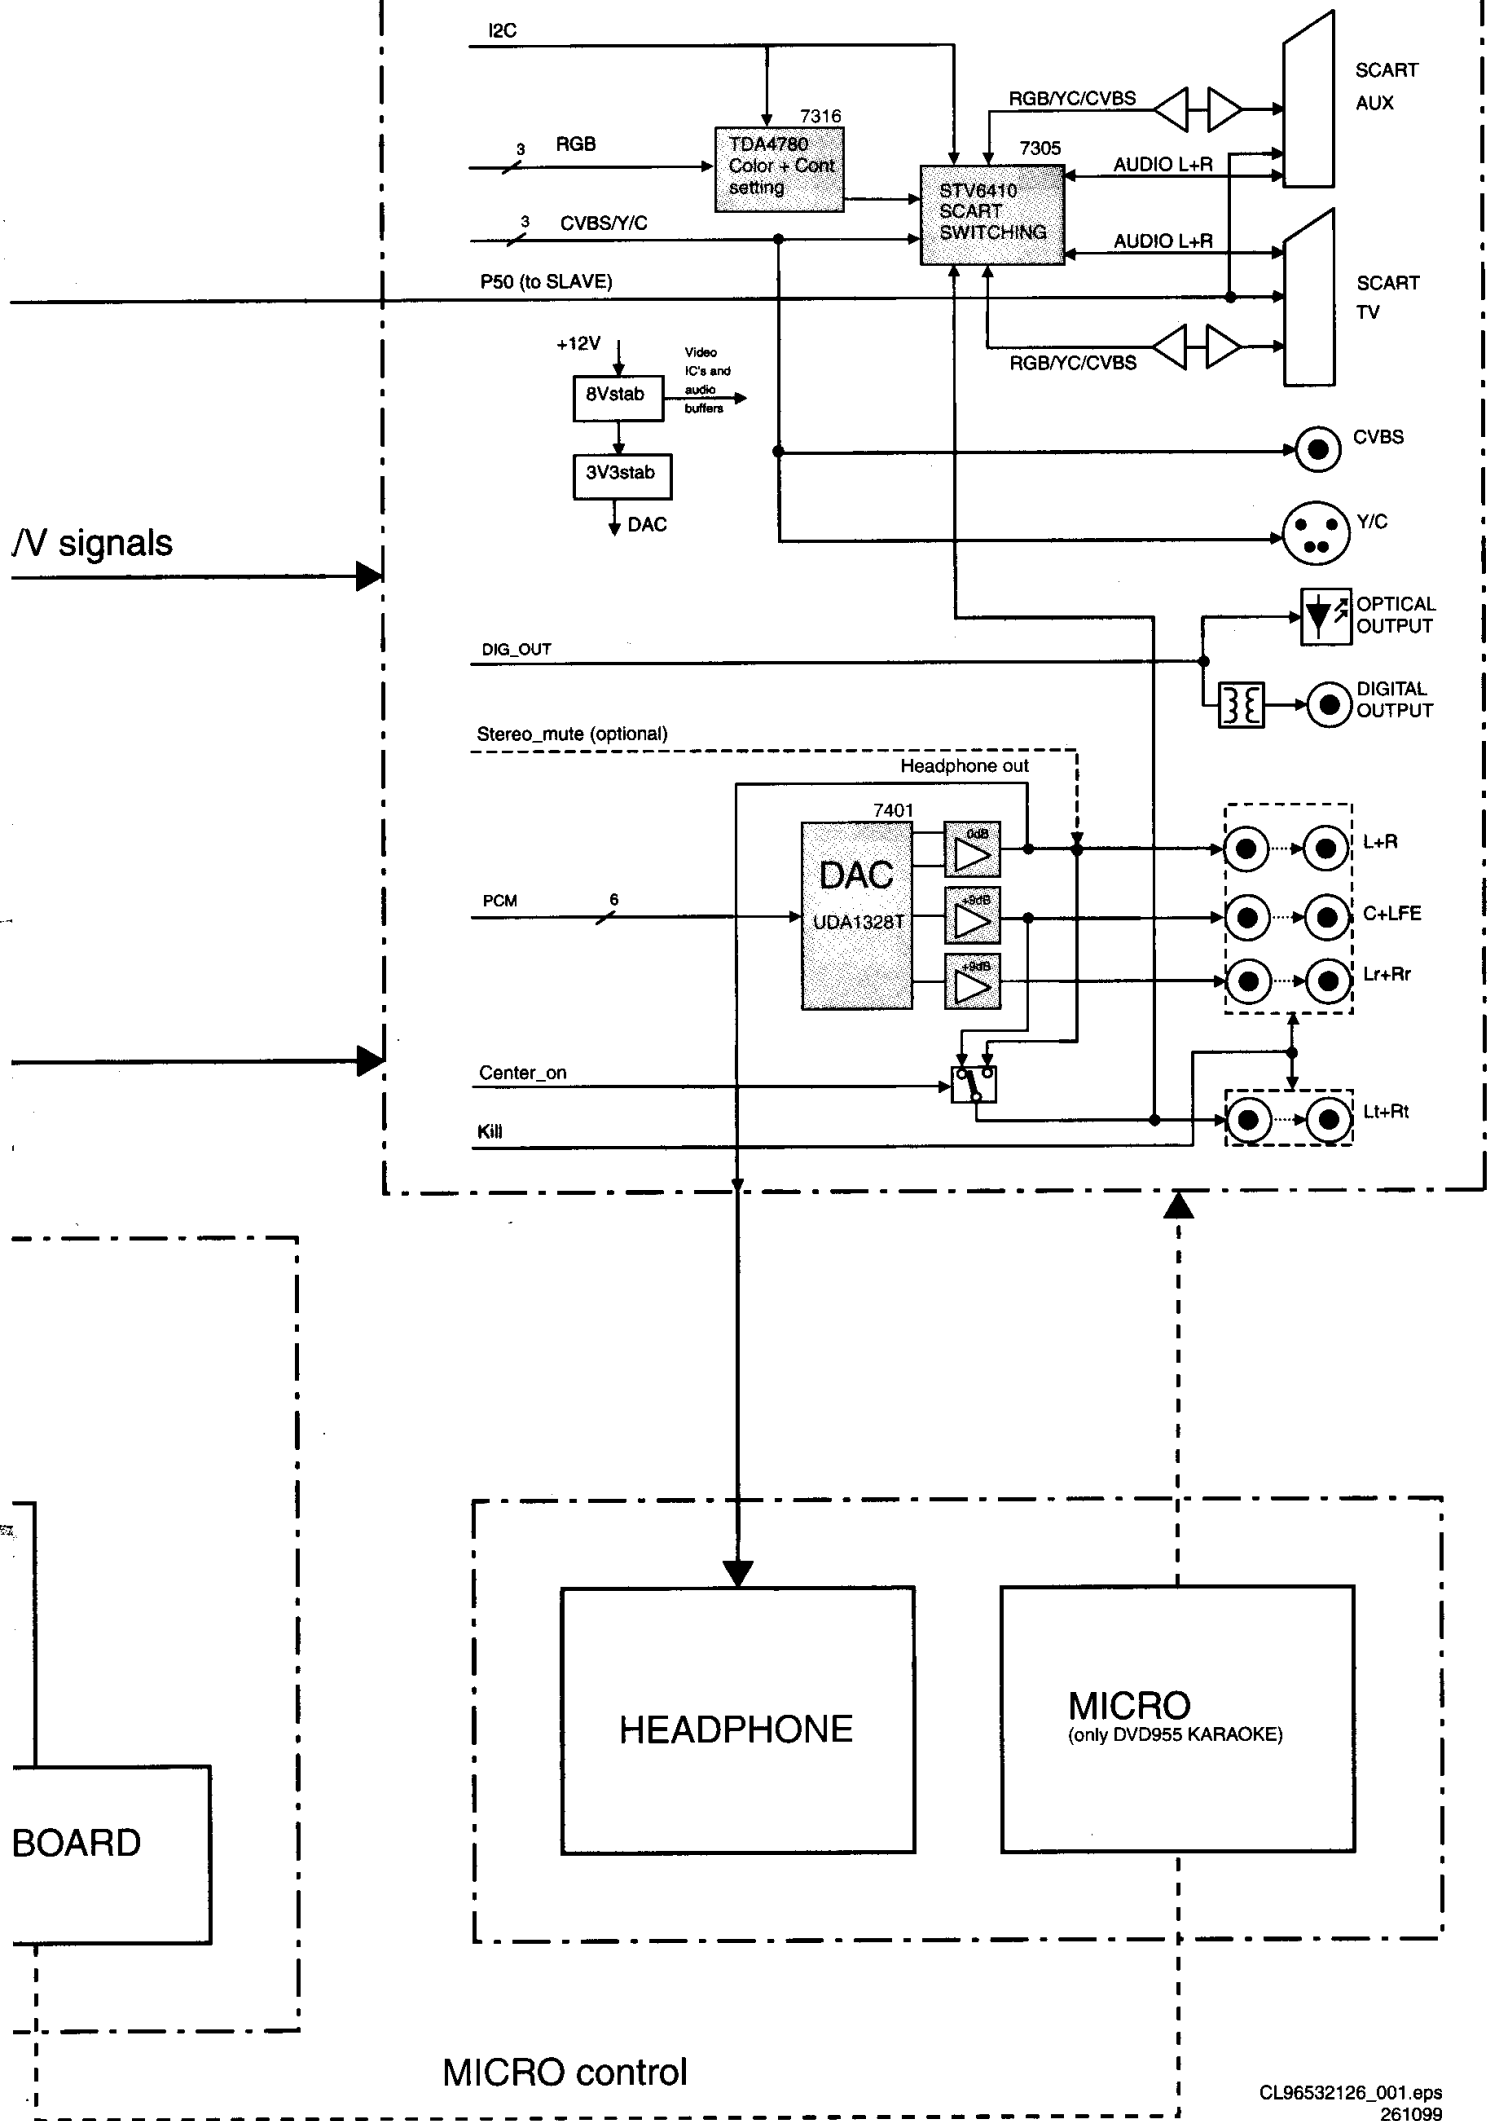 I2C
SCART
AUX
RGB/YC/CVBS
7316
TDA4780
Color + Cont
setting
3
RGB
7305
AUDIO L+R
STV6410
SCART
SWITCHING
3
CVBS/Y/C
AUDIO L+R
P50 (to SLAVE)
SCART
TV
RGB/YC/CVBS
+12V
8Vstab
Video
IC's and
audio
buffers
3V3stab
DAC
CVBS
Y/C
/V signals
OPTICAL
OUTPUT
DIG_OUT
DIGITAL
OUTPUT
Stereo_mute (optional)
Headphone out
7401
DAC
UDA1328T
0dB
+9dB
+9dB
L+R
PCM
6
C+LFE
Lr+Rr
Center_on
Kill
Lt+Rt
HEADPHONE
MICRO
(only DVD955 KARAOKE)
BOARD
MICRO control
CL96532126_001.eps
261099